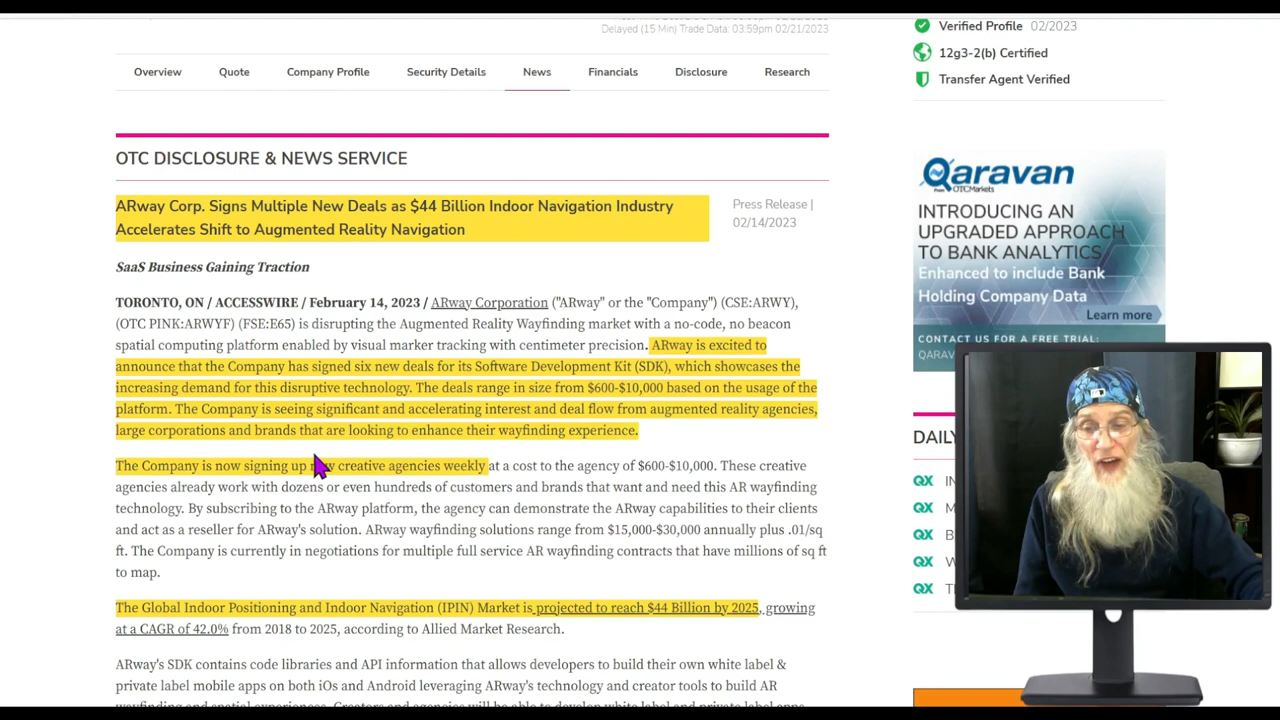 Delayed (15 Min) Trade Data: 03:59pm 02/21/2023
Overview Quote Company Profile Security Details News Financials Disclosure Research
OTC DISCLOSURE & NEWS SERVICE
ARway Corp. Signs Multiple New Deals as $44 Billion Indoor Navigation Industry
Accelerates Shift to Augmented Reality Navigation
Press Release |
02/14/2023
SaaS Business Gaining Traction
TORONTO, ON / ACCESSWIRE / February 14, 2023 / ARway Corporation ("ARway" or the "Company") (CSE:ARWY),
(OTC PINK:ARWYF) (FSE:E65) is disrupting the Augmented Reality Wayfinding market with a no-code, no beacon
spatial computing platform enabled by visual marker tracking with centimeter precision. ARway is excited to
announce that the Company has signed six new deals for its Software Development Kit (SDK), which showcases the
increasing demand for this disruptive technology. The deals range in size from $600-$10,000 based on the usage of the
platform. The Company is seeing significant and accelerating interest and deal flow from augmented reality agencies,
large corporations and brands that are looking to enhance their wayfinding experience.
The Company is now signing up creative agencies weekly at a cost to the agency of $600-$10,000. These creative
agencies already work with dozens or even hundreds of customers and brands that want and need this AR wayfinding
technology. By subscribing to the ARway platform, the agency can demonstrate the ARway capabilities to their clients
and act as a reseller for ARway's solution. ARway wayfinding solutions range from $15,000-$30,000 annually plus .01/sq
ft. The Company is currently in negotiations for multiple full service AR wayfinding contracts that have millions of sq ft
to map.
The Global Indoor Positioning and Indoor Navigation (IPIN) Market is projected to reach $44 Billion by 2025, growing
at a CAGR of 42.0% from 2018 to 2025, according to Allied Market Research.
ARway's SDK contains code libraries and API information that allows developers to build their own white label &
private label mobile apps on both iOs and Android leveraging ARway's technology and creator tools to build AR
Verified Profile 02/2023
12g3-2(b) Certified
Transfer Agent Verified
Qaravan
From OTCMarkets
INTRODUCING AN
UPGRADED APPROACH
TO BANK ANALYTICS
Enhanced to include Bank
Holding Company Data
Learn more
CONTACT US FOR A FREE TRIAL:
QARAV
DAILY
QX
QX
QX
QX
QX